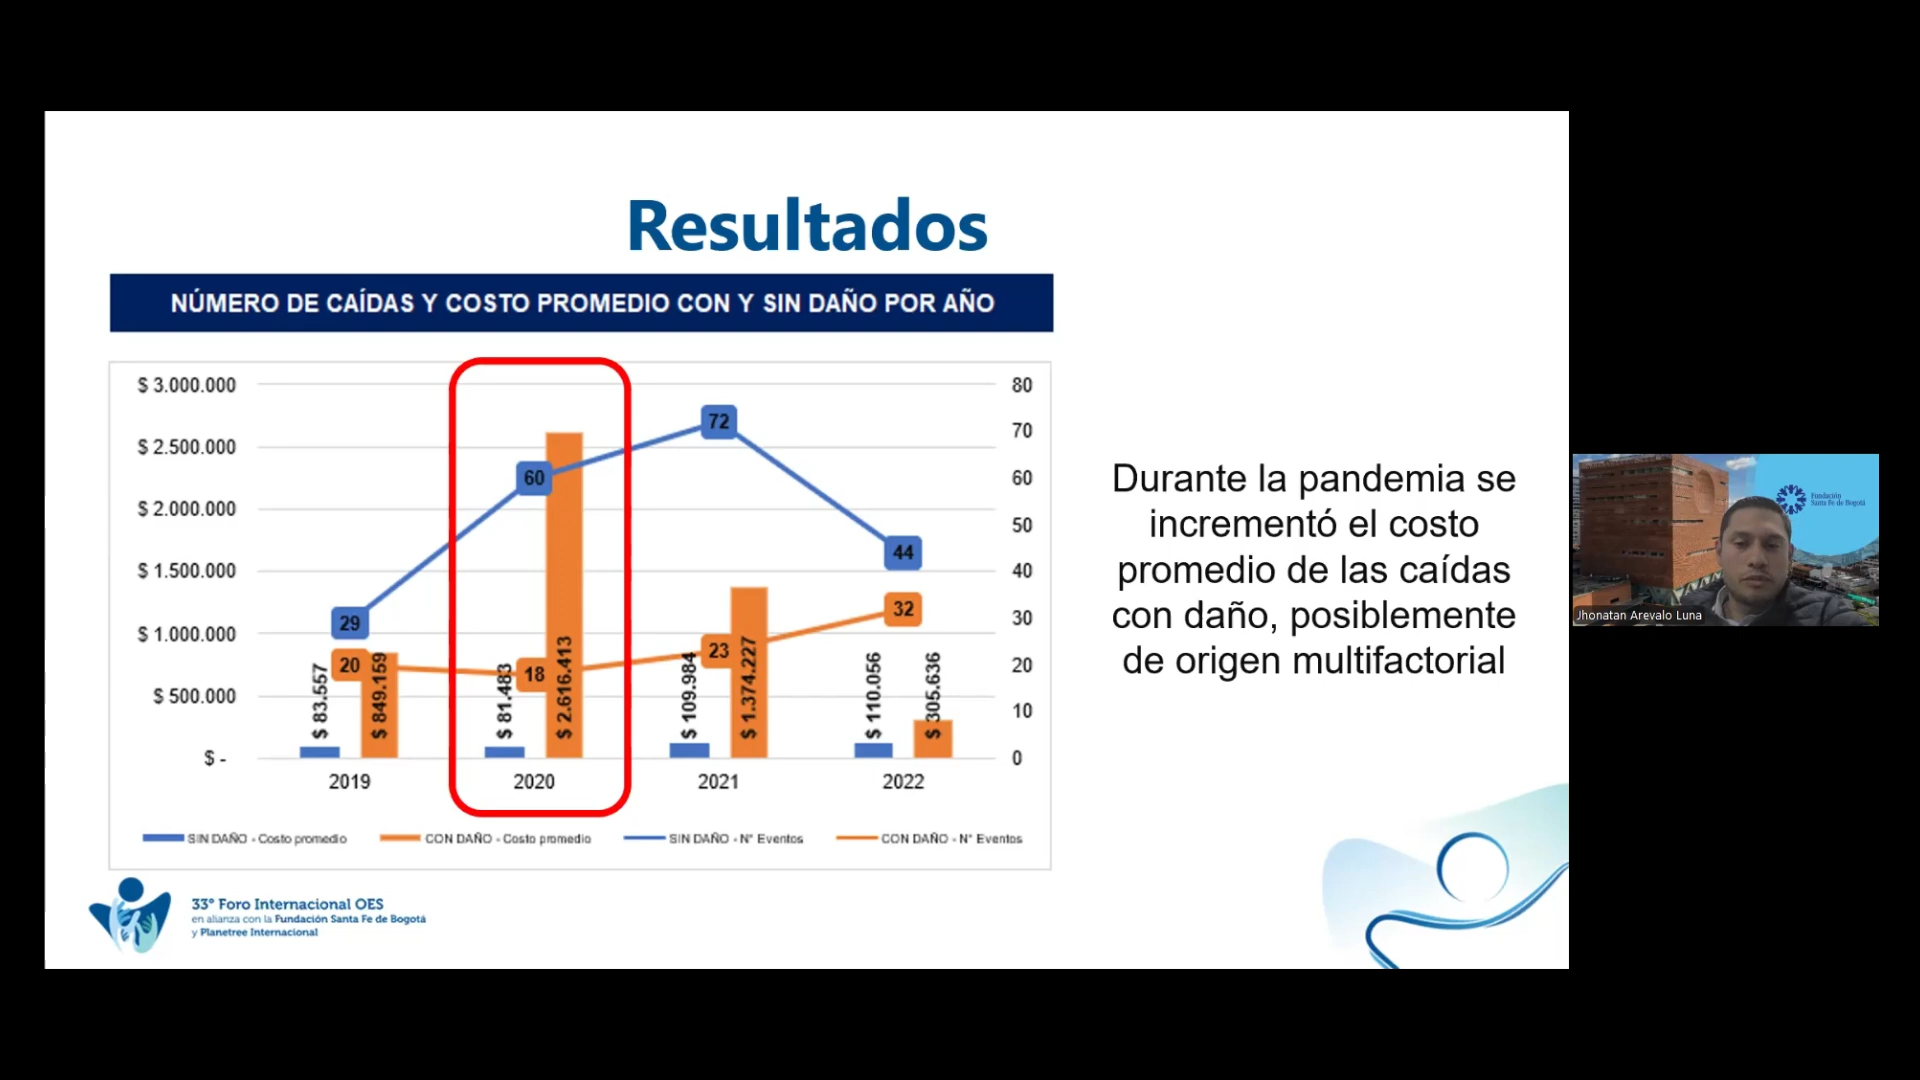 Resultados
NÚMERO DE CAÍDAS Y COSTO PROMEDIO CON Y SIN DAÑO POR AÑO
$ 3.000.000
$ 2.500.000
$ 2.000.000
$ 1.500.000
$ 1.000.000
$ 500.000
$ -
80
70
60
50
40
30
20
10
0
29
60
72
44
20
18
23
32
$ 83.557
$ 849.159
$ 81.483
$ 2.616.413
$ 109.984
$ 1.374.227
$ 110.056
$ 305.636
2019
2020
2021
2022
SIN DAÑO - Costo promedio
CON DAÑO - Costo promedio
SIN DAÑO - N° Eventos
CON DAÑO - N° Eventos
Durante la pandemia se
incrementó el costo
promedio de las caídas
con daño, posiblemente
de origen multifactorial
33° Foro Internacional OES
en alianza con la Fundación Santa Fe de Bogotá
y Planetree Internacional
Fundación
Santa Fe de Bogotá
Jhonatan Arevalo Luna